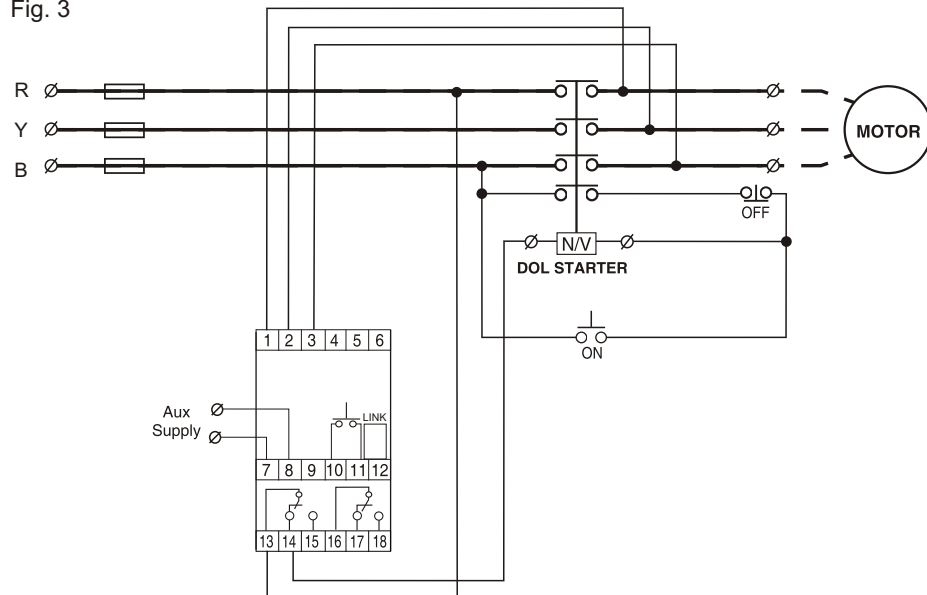 Fig. 3
R
Y
B
MOTOR
OFF
N/V
DOL STARTER
ON
1 2 3 4 5 6
Aux
Supply
LINK
7 8 9 10 11 12
13 14 15 16 17 18